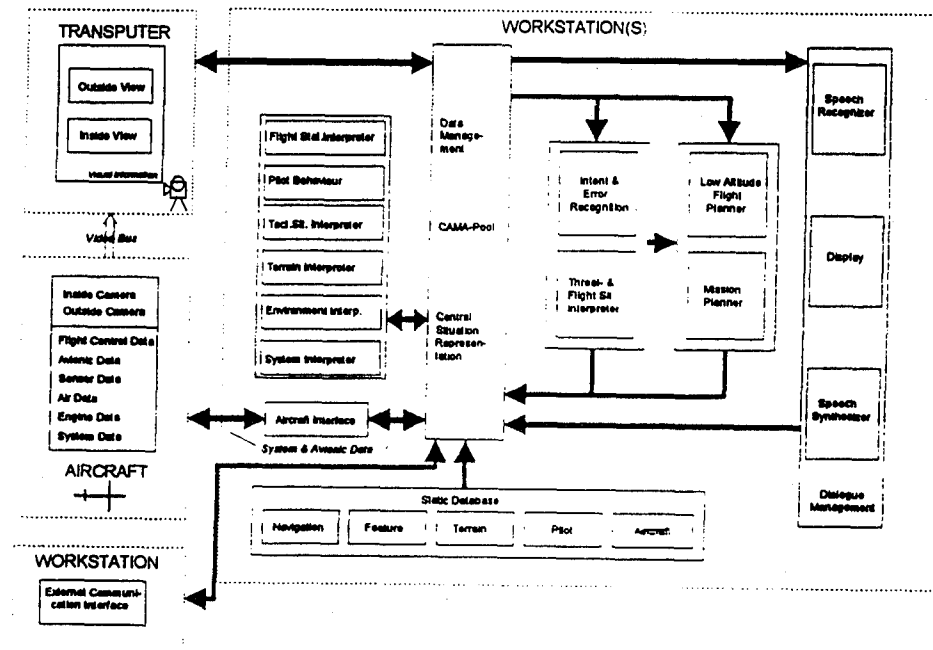 TRANSPUTER
Outside View
Inside View
Visual Information
Video Bus
Inside Camera
Outside Camera
Flight Control Data
Avionic Data
Sensor Data
Air Data
Engine Data
System Data
AIRCRAFT
WORKSTATION
External Communi-
cation Interface
WORKSTATION(S)
Flight Stat Interpreter
Pilot Behaviour
Tact.Sit. Interpreter
Terrain Interpreter
Environment Interp.
System Interpreter
Aircraft Interface
System & Avionic Data
Data
Manage-
ment
CAMA-Pool
Central
Situation
Represen-
tation
Intent &
Error
Recognition
Threat- &
Flight Sit
Interpreter
Low Altitude
Flight
Planner
Mission
Planner
Speech
Recognizer
Display
Speech
Synthesizer
Dialogue
Management
Static Database
Navigation
Feature
Terrain
Pilot
Aircraft